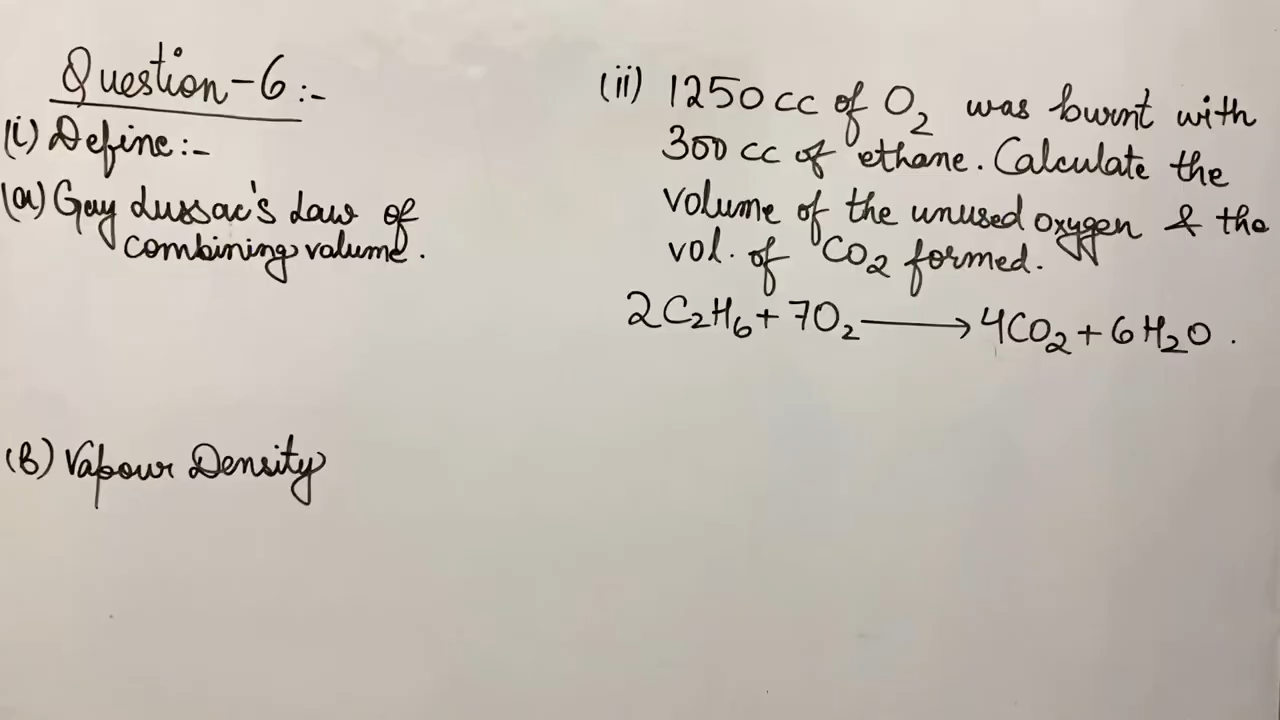 Question-6:-
(i) Define:-
(a) Gay Lussac's Law of
combining volume.
(B) Vapour Density
(ii) 1250 cc of O₂ was burnt with
300 cc of ethane. Calculate the
volume of the unused oxygen & the
vol. of CO₂ formed.
2C₂H₆ + 7O₂ ⟶ 4CO₂ + 6H₂O.